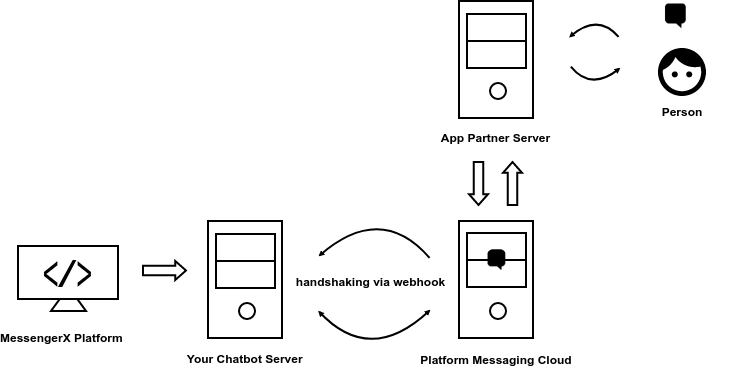 Person
App Partner Server
</>
handshaking via webhook
MessengerX Platform
Your Chatbot Server
Platform Messaging Cloud